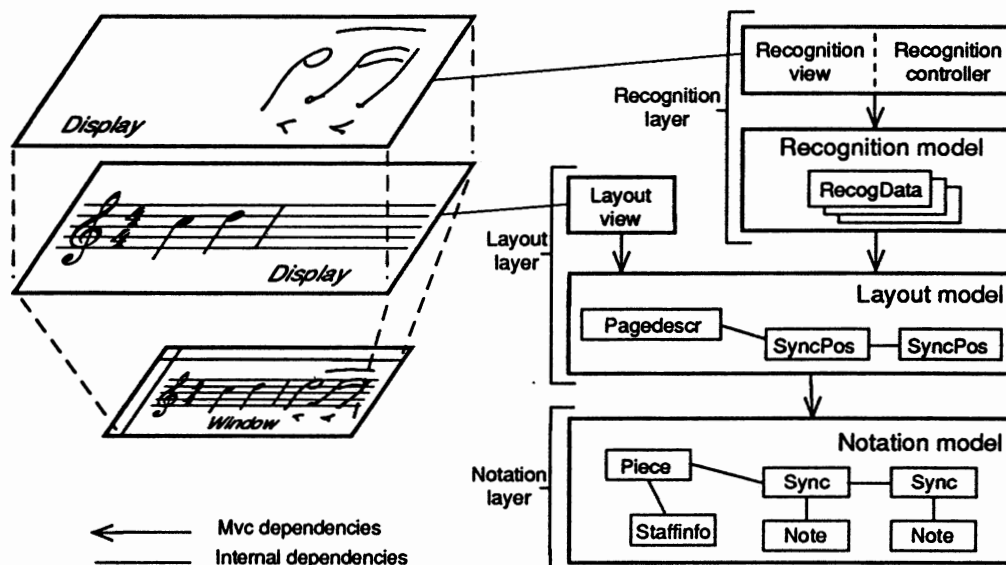 Display
Display
Window
Mvc dependencies
Internal dependencies
Recognition
layer
Recognition
view
Recognition
controller
Recognition model
RecogData
Layout
layer
Layout
view
Layout model
Pagedescr
SyncPos
SyncPos
Notation
layer
Notation model
Piece
Sync
Sync
Staffinfo
Note
Note